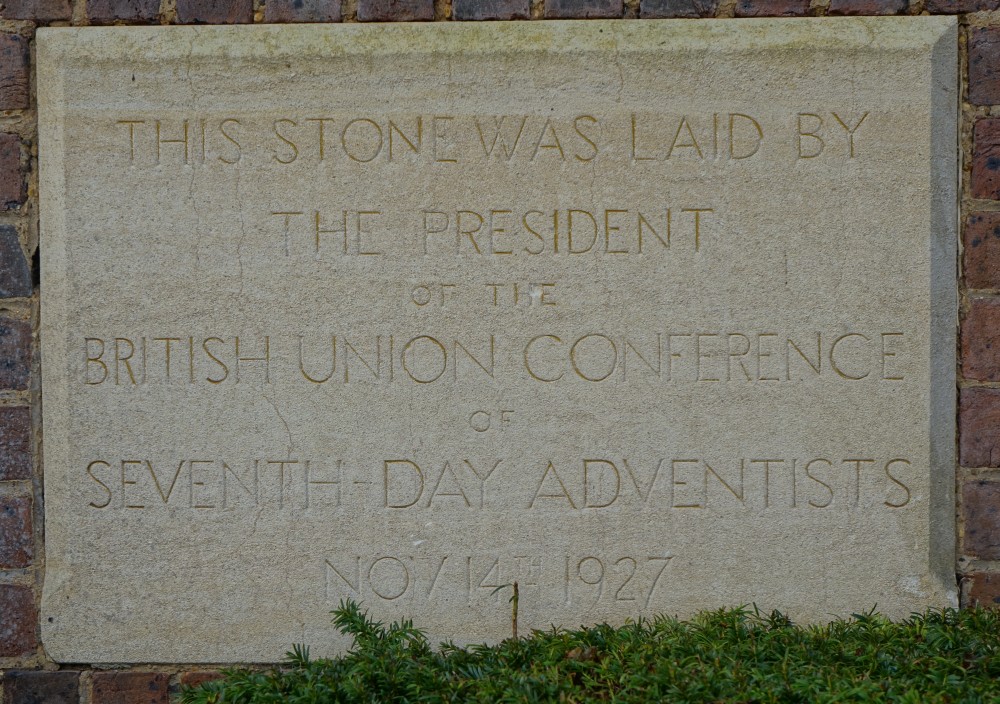 THIS STONE WAS LAID BY
THE PRESIDENT
OF THE
BRITISH UNION CONFERENCE
OF
SEVENTH-DAY ADVENTISTS
NOV. 14TH 1927